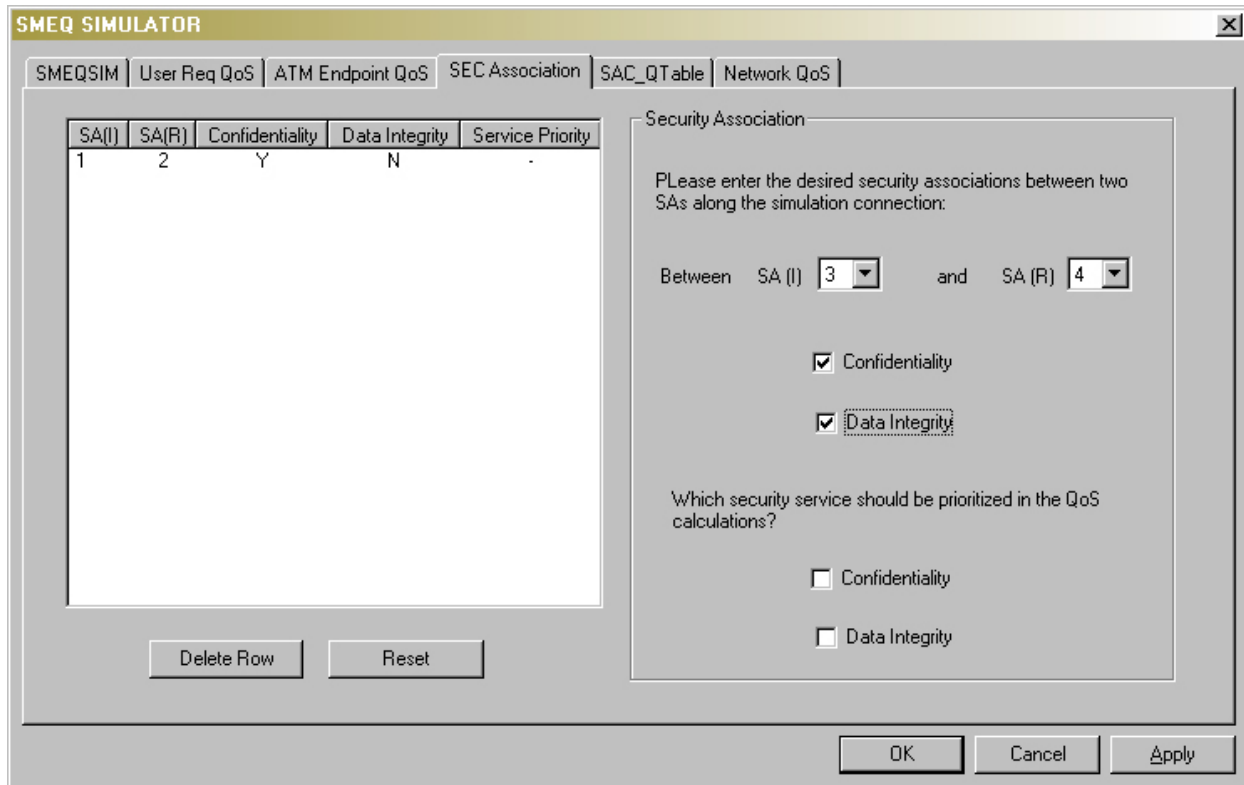 SMEQ SIMULATOR
SMEQSIM User Req QoS ATM Endpoint QoS SEC Association SAC_QTable Network QoS
SA(I) SA(R) Confidentiality Data Integrity Service Priority
1 2 Y N -
Security Association
PLease enter the desired security associations between two
SAs along the simulation connection:
Between SA (I) 3 and SA (R) 4
Confidentiality
Data Integrity
Which security service should be prioritized in the QoS
calculations?
Confidentiality
Data Integrity
Delete Row Reset
OK Cancel Apply